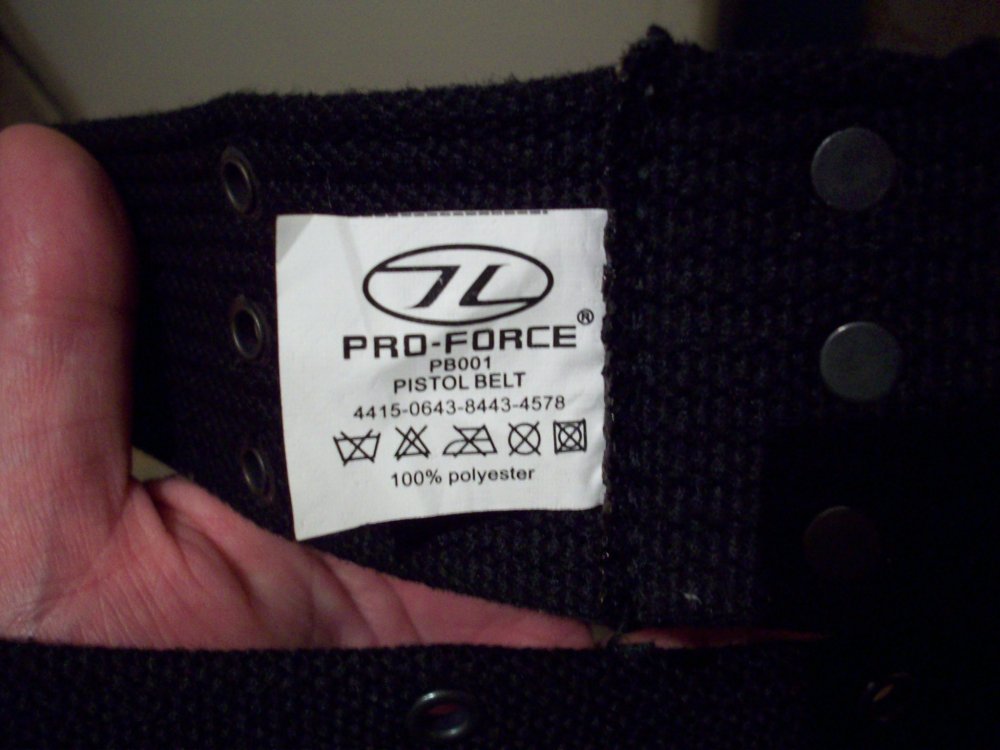 PRO-FORCE®
PB001
PISTOL BELT
4415-0643-8443-4578
100% polyester